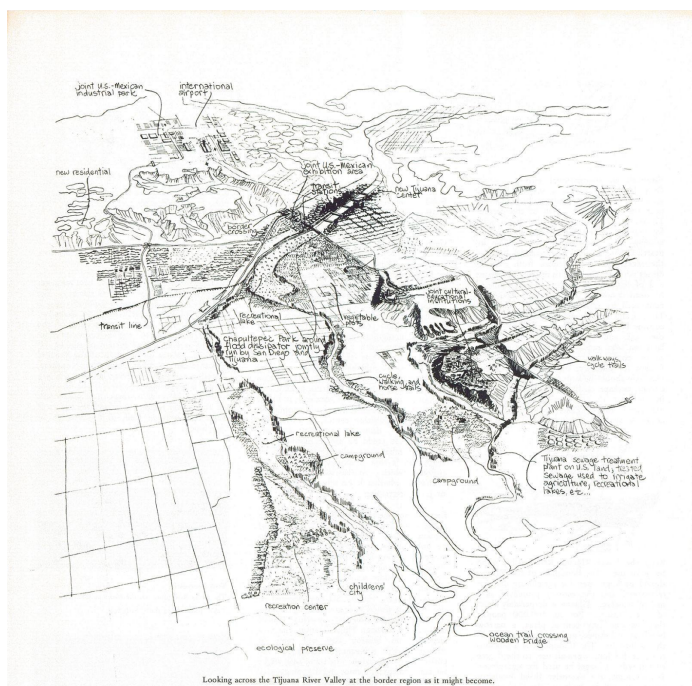 joint U.S.-Mexican
industrial park
international
airport
joint U.S.-Mexican
exhibition area
transit
station
new Tijuana
center
new residential
border
crossing
joint cultural-
educational
institutions
transit line
recreational
lake
vegetable
plots
Chapultepec Park around
flood dissipator jointly
run by San Diego and
Tijuana
cycle,
walking, and
horse trails
walkways,
cycle trails
recreational lake
campground
campground
Tijuana sewage treatment
plant on U.S. land,
sewage used to irrigate
agriculture, recreational
lakes, etc...
childrens'
city
recreation center
ecological preserve
ocean trail crossing
wooden bridge
Looking across the Tijuana River Valley at the border region as it might become.